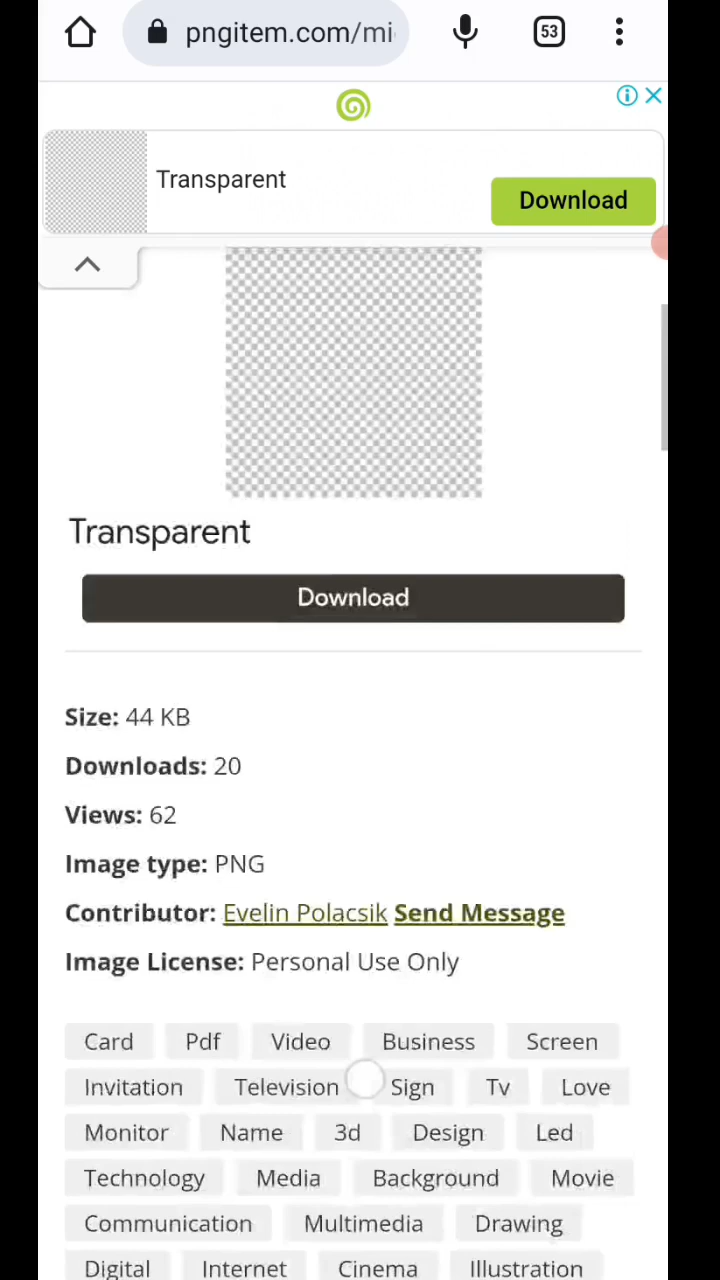 pngitem.com/mi
53
Transparent
Download
Transparent
Download
Size: 44 KB
Downloads: 20
Views: 62
Image type: PNG
Contributor: Evelin Polacsik Send Message
Image License: Personal Use Only
Card Pdf Video Business Screen
Invitation Television Sign Tv Love
Monitor Name 3d Design Led
Technology Media Background Movie
Communication Multimedia Drawing
Digital Internet Cinema Illustration